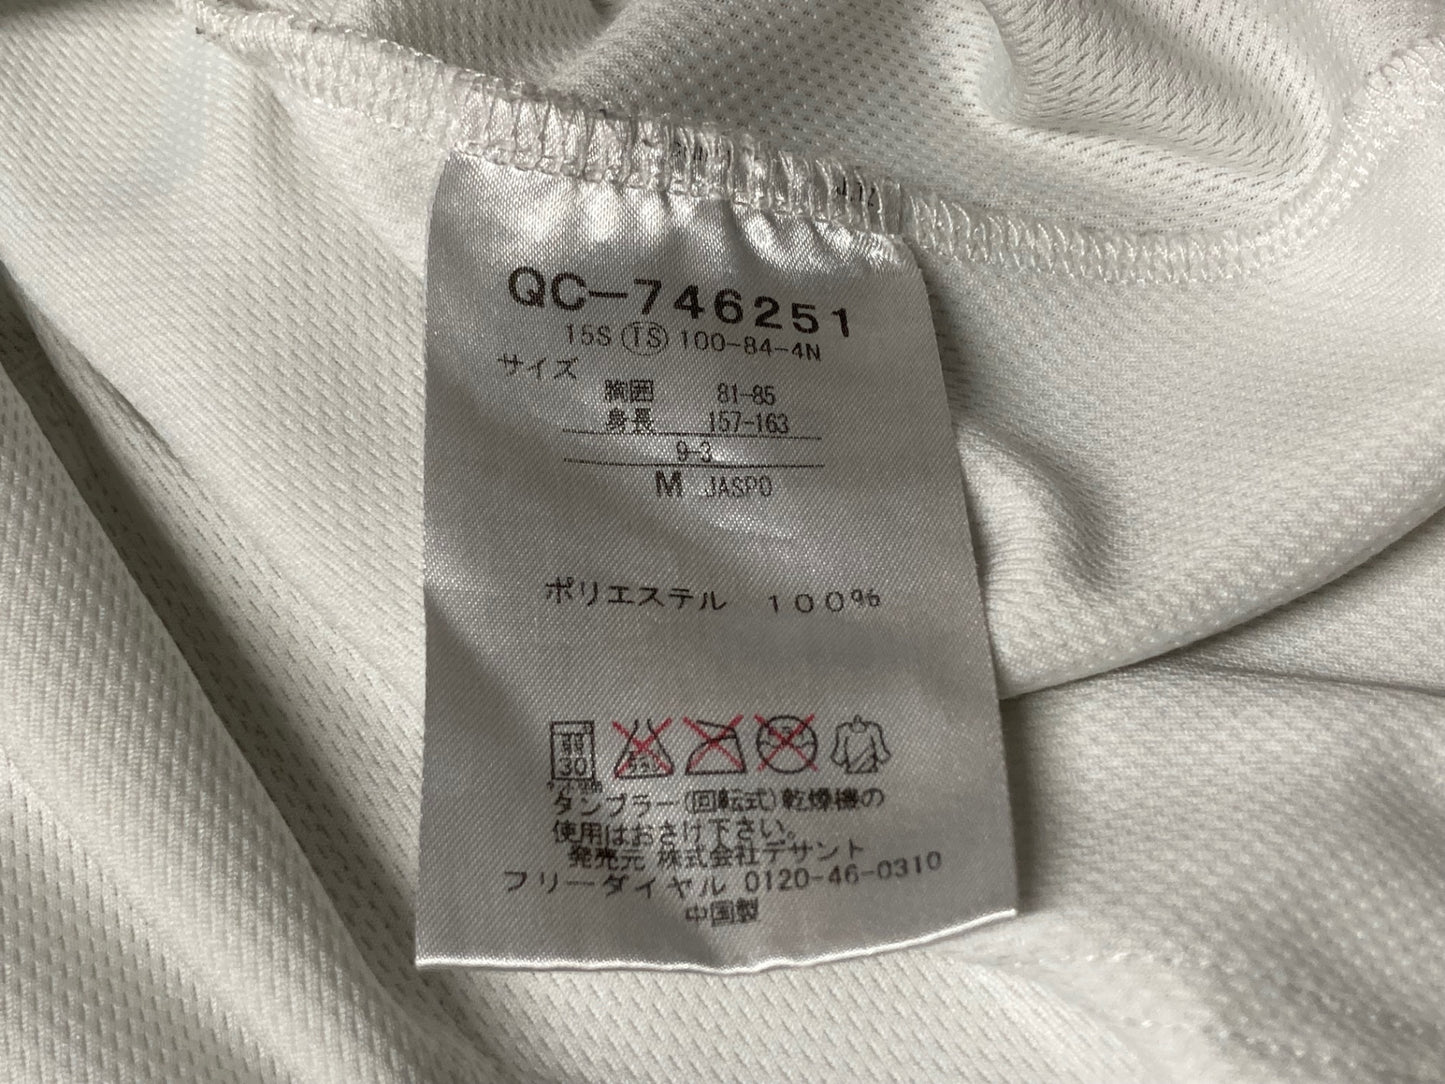 QC-746251
15S TS 100-84-4N
サイズ
胸囲 81-85
身長 157-163
9-3
M JASPO
ポリエステル 100%
弱
30
タンブラー(回転式)乾燥機の
使用はおさけ下さい。
発売元 株式会社デサント
フリーダイヤル 0120-46-0310
中国製